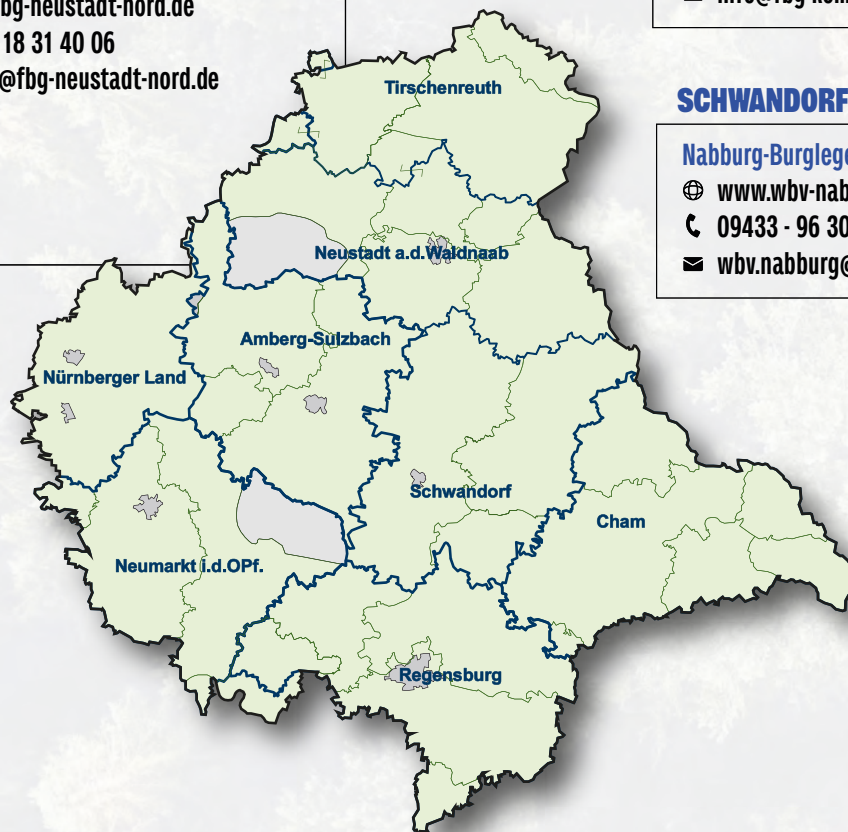 bg-neustadt-nord.de
18 31 40 06
@fbg-neustadt-nord.de
SCHWANDORF
Nabburg-Burglege
www.wbv-nab
09433 - 96 30
wbv.nabburg@
Tirschenreuth
Neustadt a.d.Waldnaab
Amberg-Sulzbach
Nürnberger Land
Schwandorf
Cham
Neumarkt i.d.OPf.
Regensburg